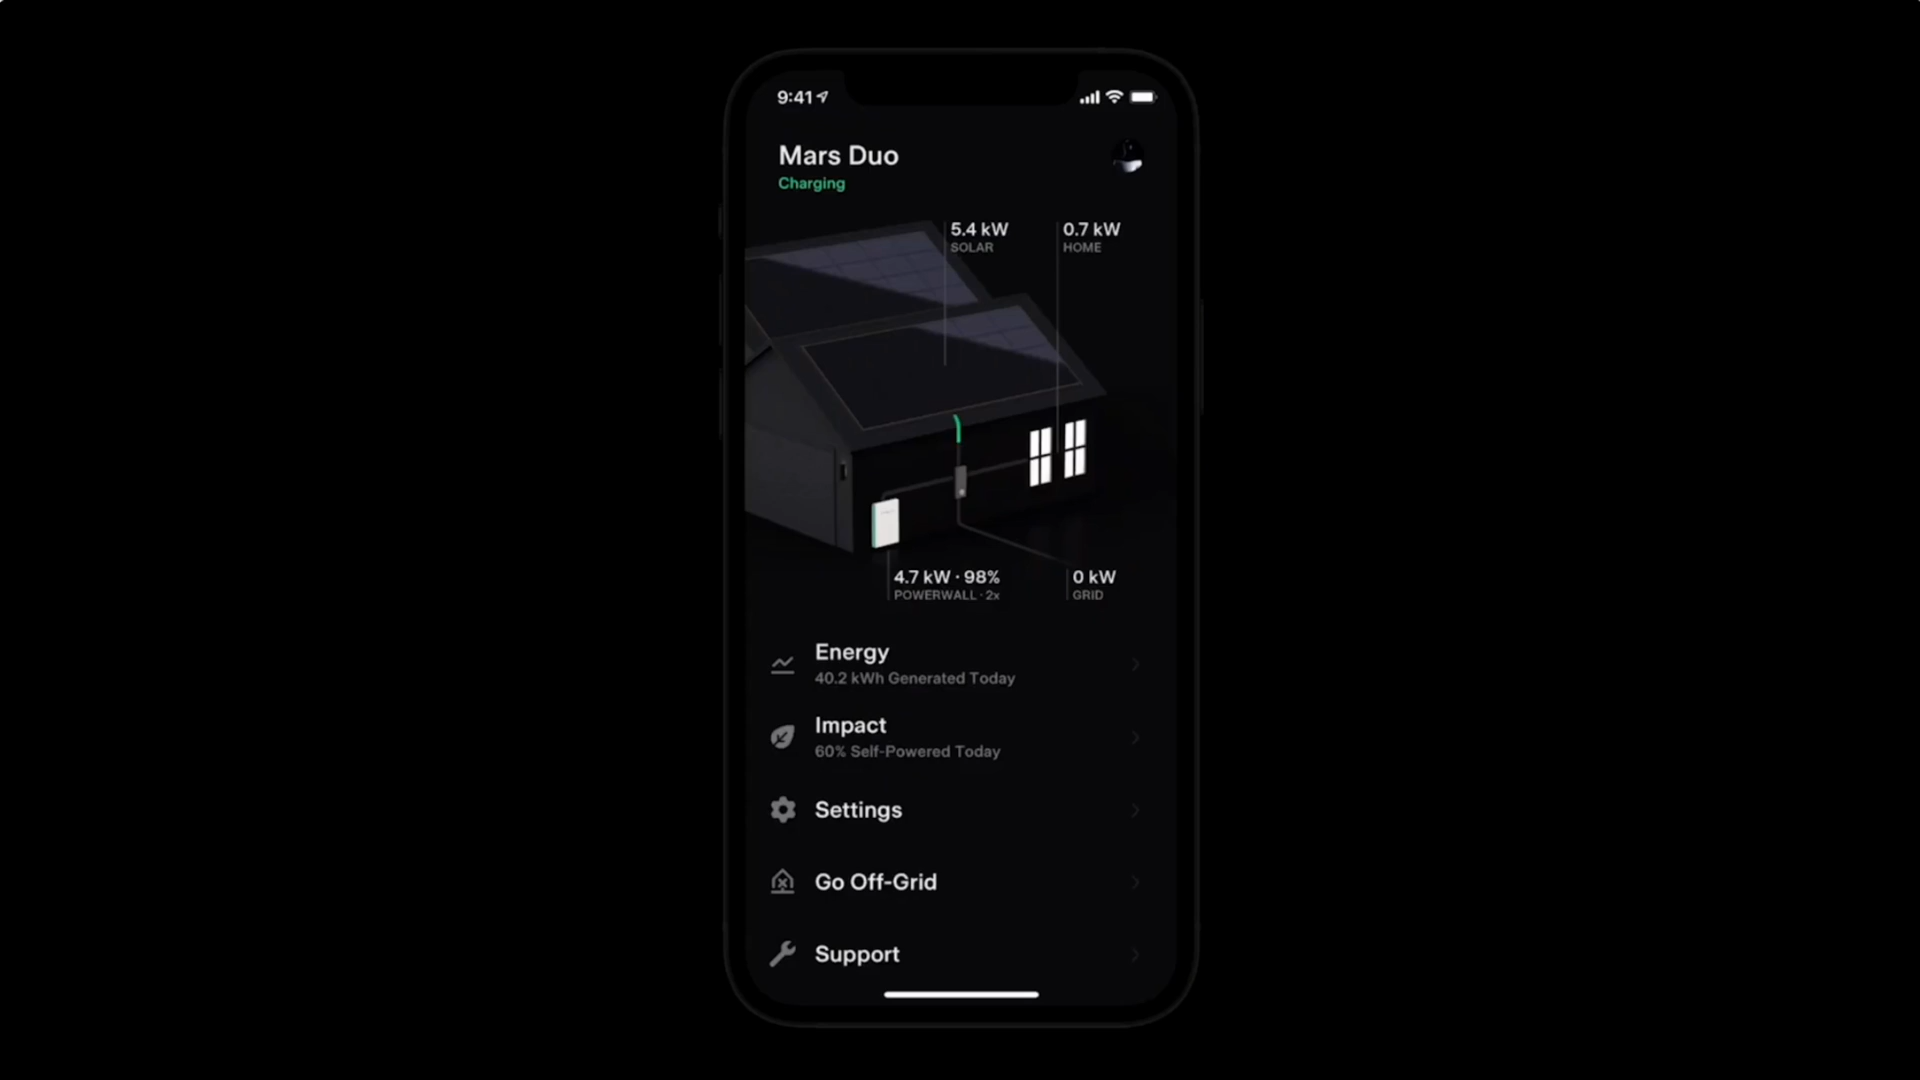 9:41
Mars Duo
Charging
5.4 kW
SOLAR
0.7 kW
HOME
4.7 kW · 98%
POWERWALL · 2x
0 kW
GRID
Energy
40.2 kWh Generated Today
Impact
60% Self-Powered Today
Settings
Go Off-Grid
Support